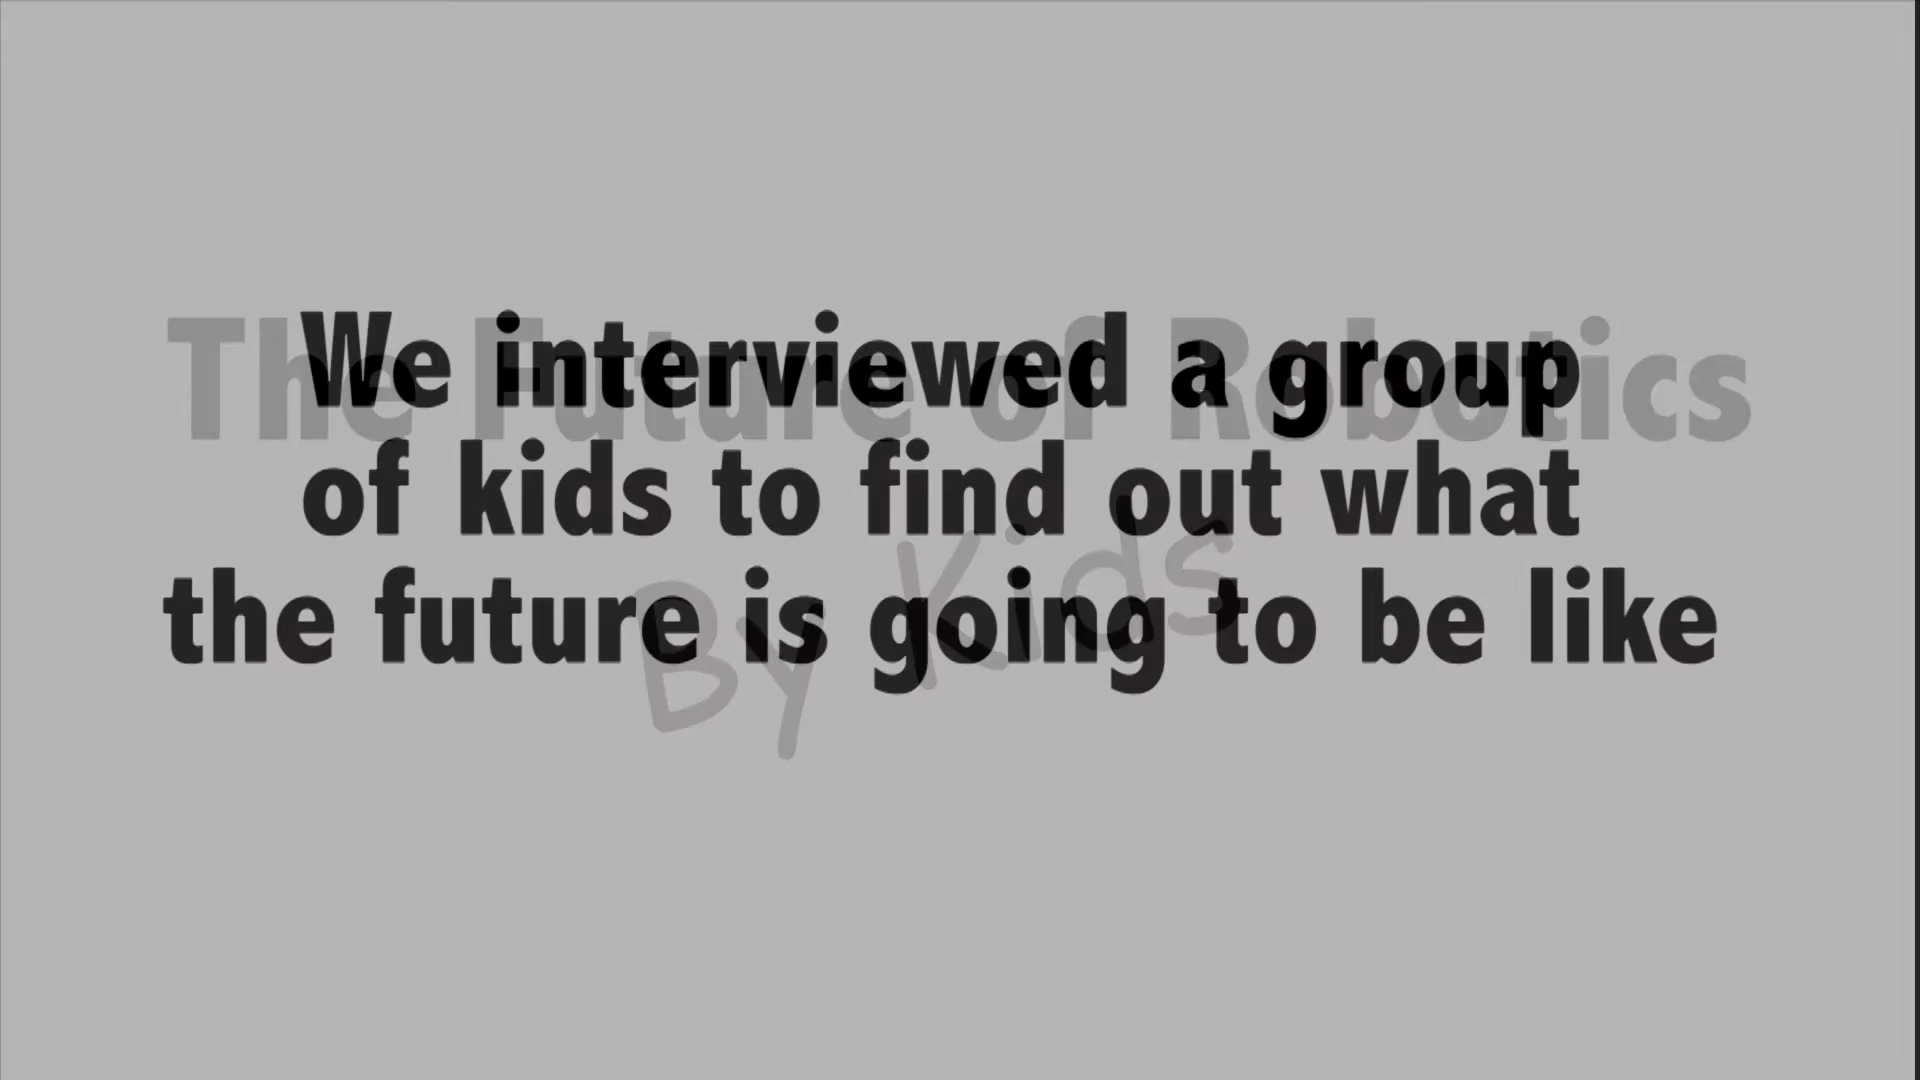 The Future of Robotics
By Kids
We interviewed a group
of kids to find out what
the future is going to be like